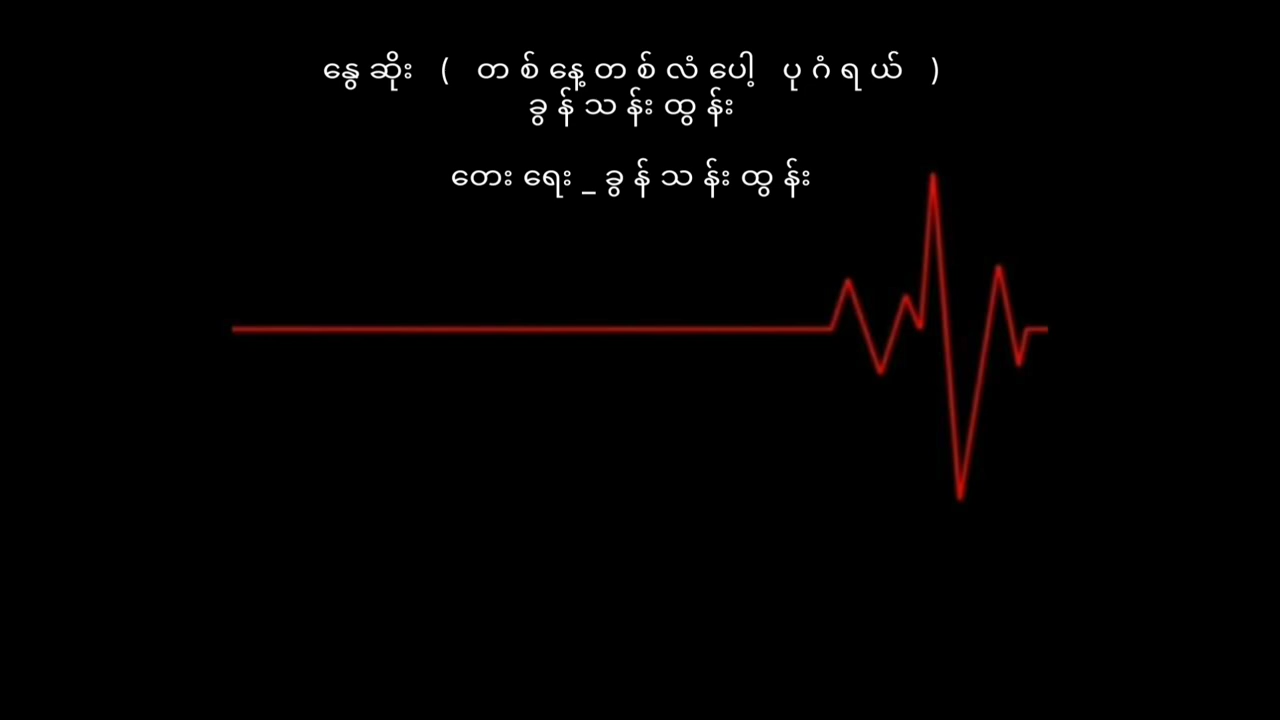 နွေဆိုး ( တစ်နေ့တစ်လံပေါ့ ပုဂံရယ် )
ခွန်သန်းထွန်း
တေးရေး _ ခွန်သန်းထွန်း